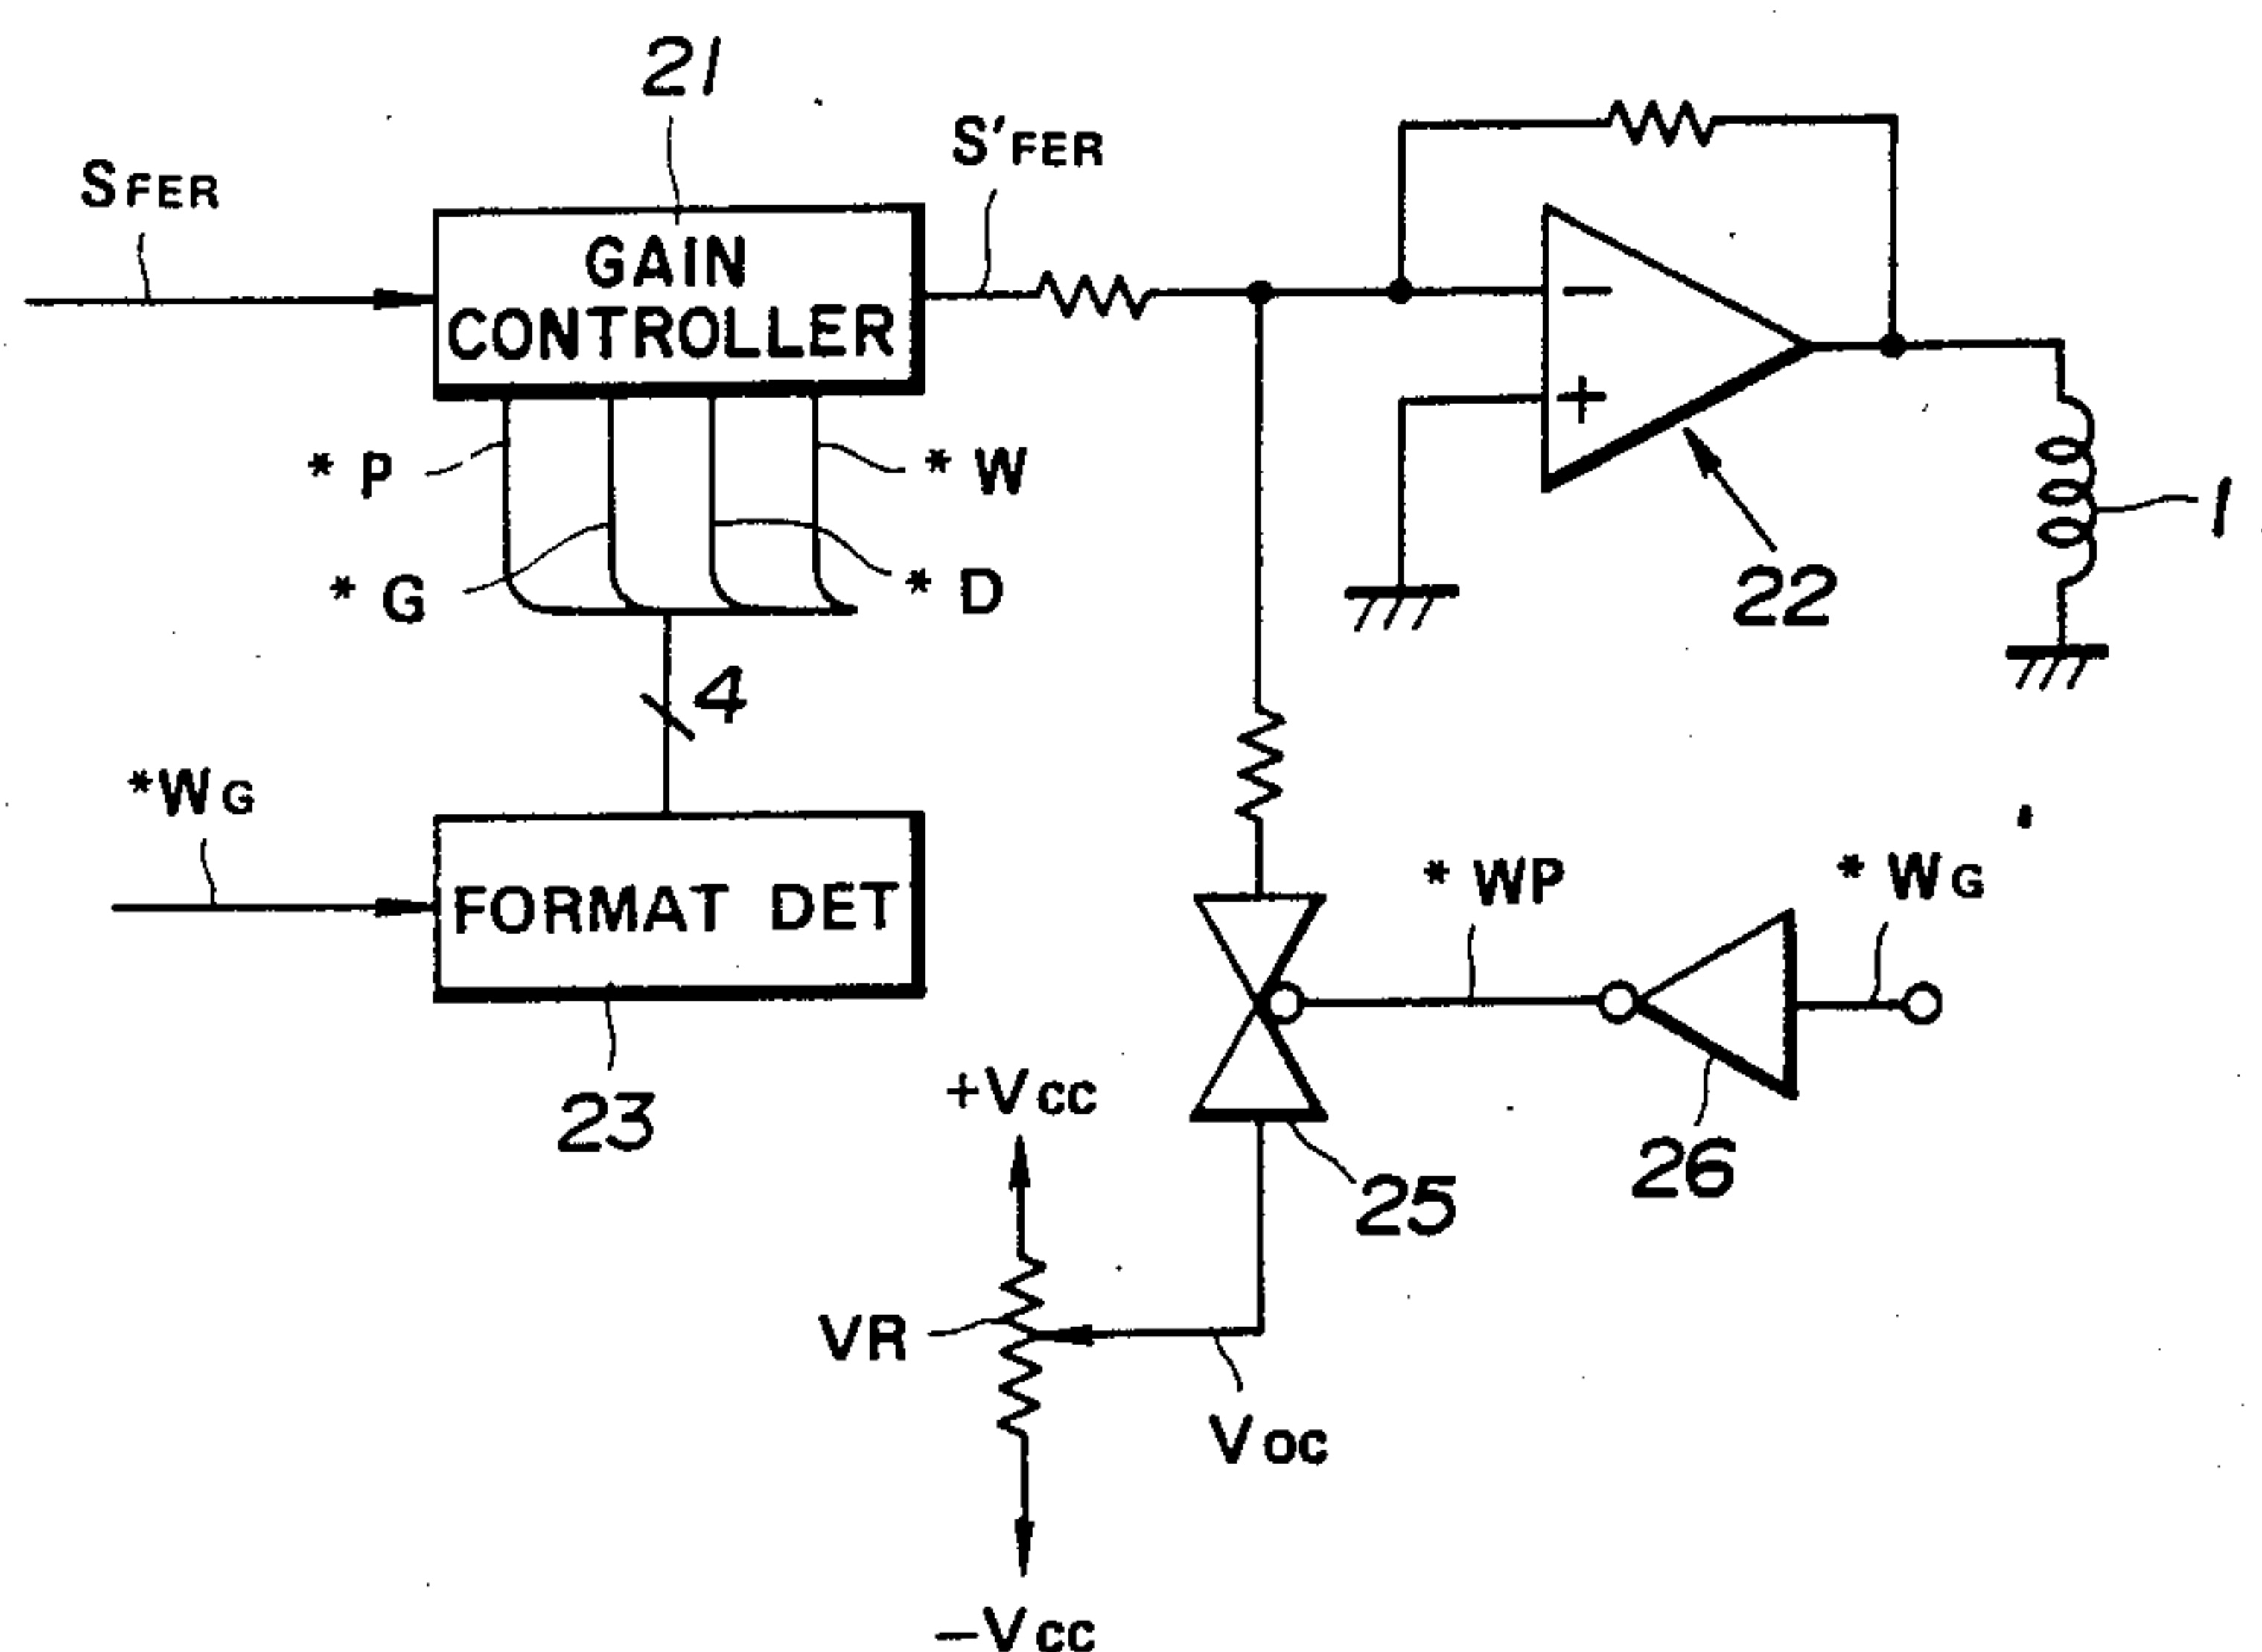 21
SFER
S'FER
GAIN
CONTROLLER
−
+
* P
* W
* G
* D
22
1
4
*WG
FORMAT DET
* WP
* WG
23
+VCC
25
26
VR
VOC
−VCC